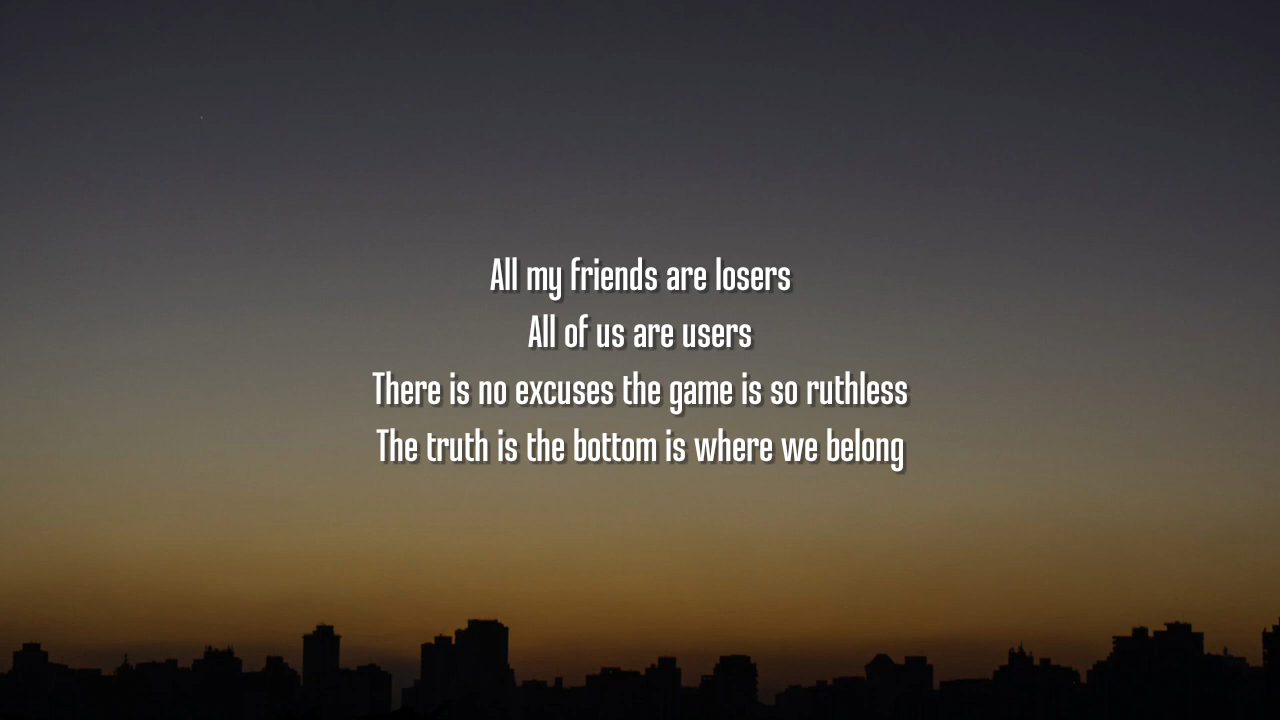 All my friends are losers
All of us are users
There is no excuses the game is so ruthless
The truth is the bottom is where we belong